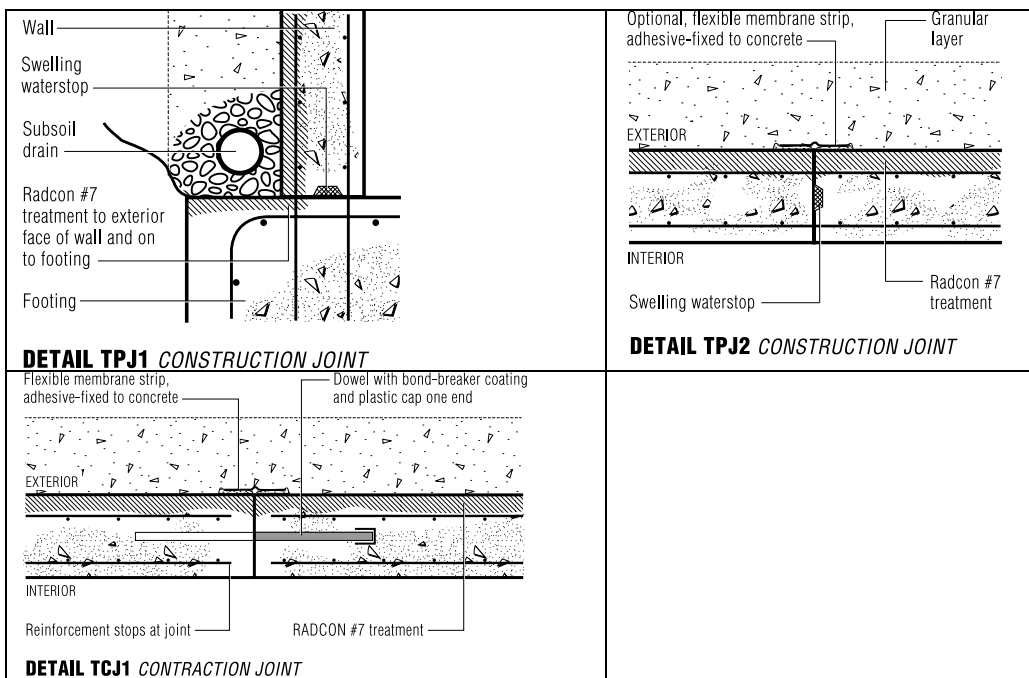 Wall
Swelling
waterstop
Subsoil
drain
Radcon #7
treatment to exterior
face of wall and on
to footing
Footing
DETAIL TPJ1 CONSTRUCTION JOINT
Optional, flexible membrane strip,
adhesive-fixed to concrete
Granular
layer
EXTERIOR
INTERIOR
Swelling waterstop
Radcon #7
treatment
DETAIL TPJ2 CONSTRUCTION JOINT
Flexible membrane strip,
adhesive-fixed to concrete
Dowel with bond-breaker coating
and plastic cap one end
EXTERIOR
INTERIOR
Reinforcement stops at joint
RADCON #7 treatment
DETAIL TCJ1 CONTRACTION JOINT